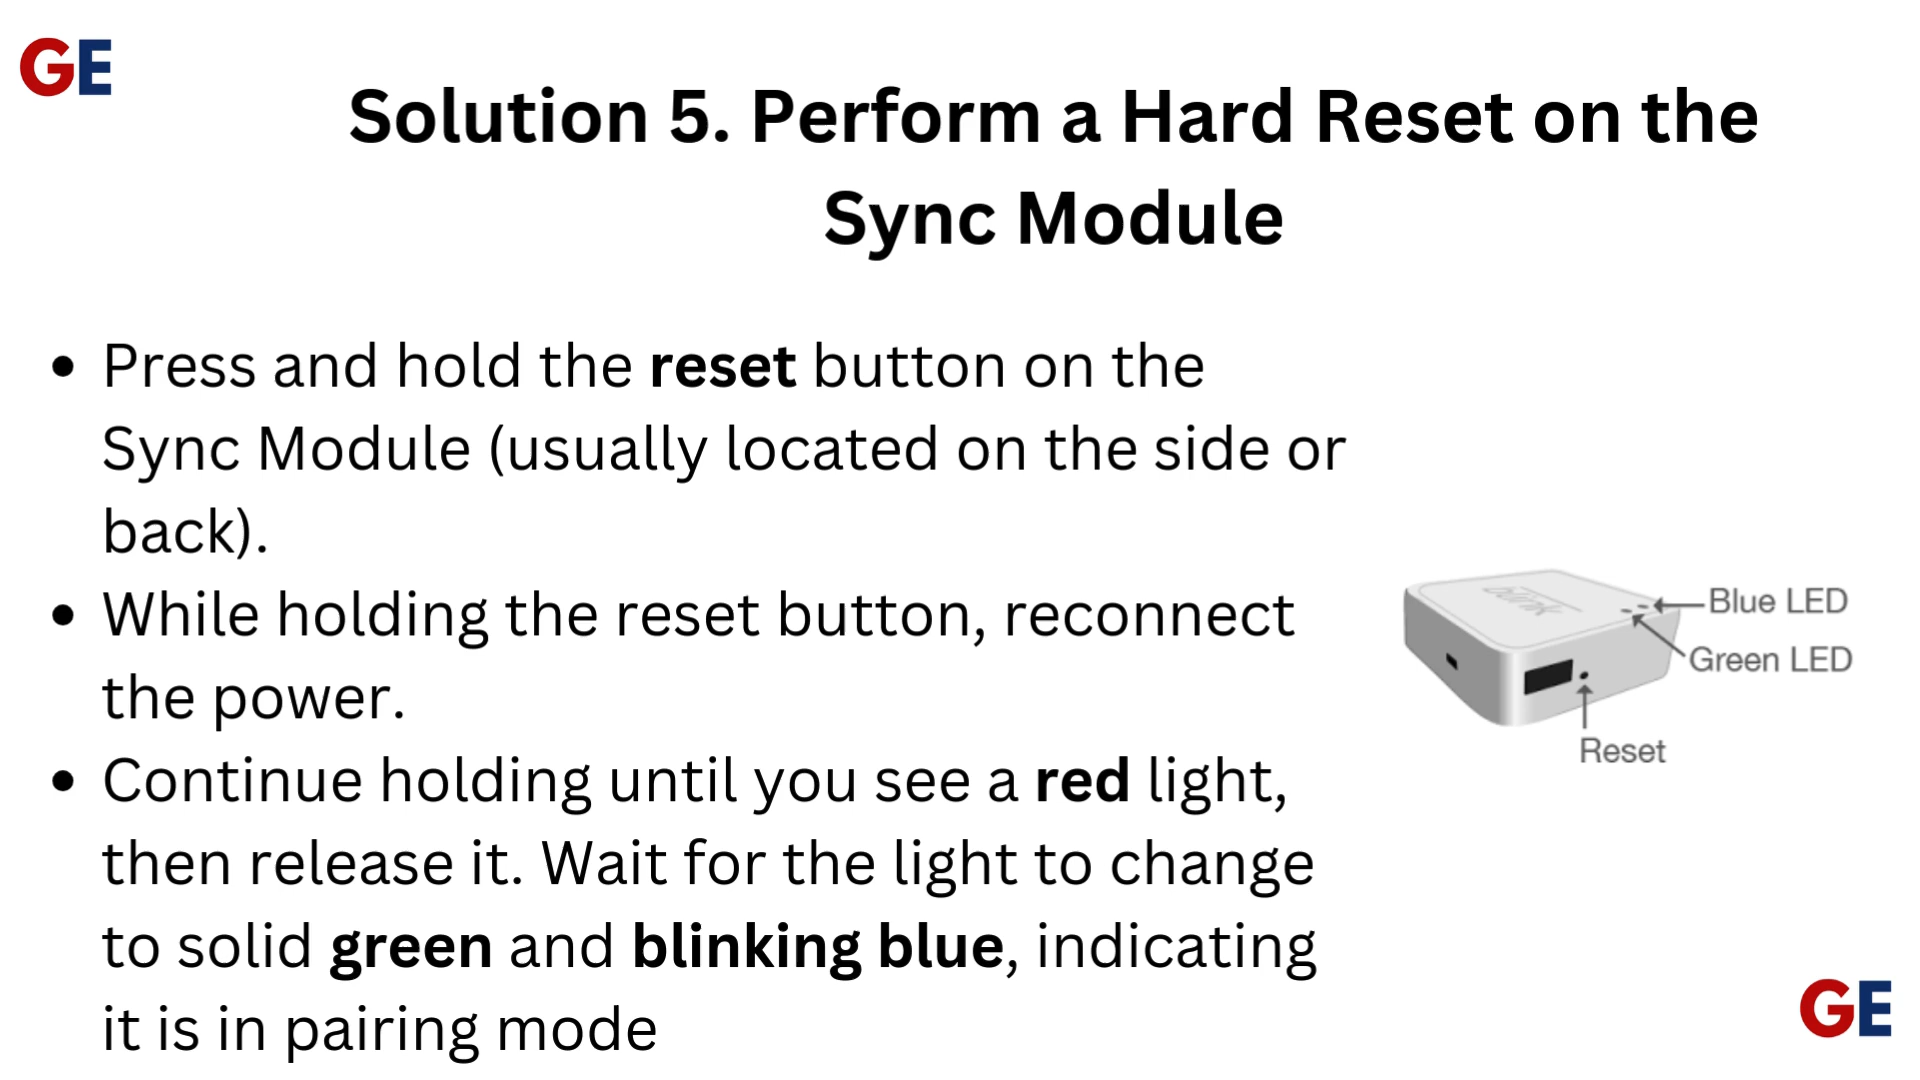 GE
Solution 5. Perform a Hard Reset on the
Sync Module
• Press and hold the reset button on the
Sync Module (usually located on the side or
back).
• While holding the reset button, reconnect
the power.
• Continue holding until you see a red light,
then release it. Wait for the light to change
to solid green and blinking blue, indicating
it is in pairing mode
blink
Blue LED
Green LED
Reset
GE